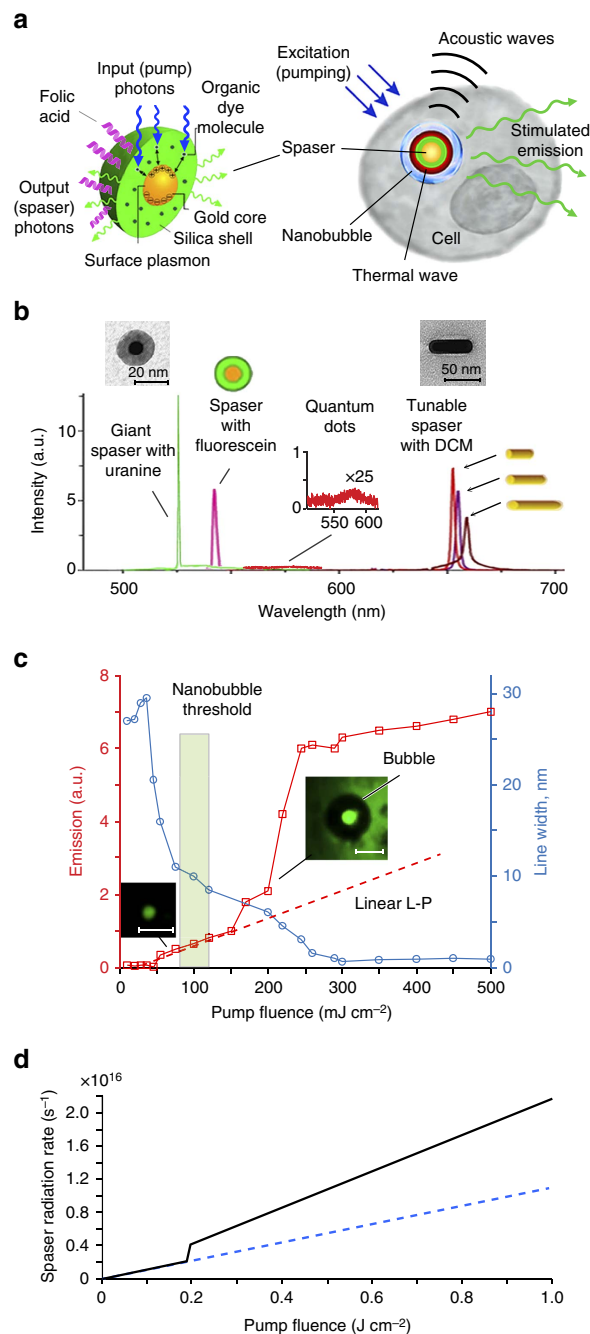 a
Input (pump)
photons
Organic
dye
molecule
Folic
acid
Output
(spaser)
photons
Gold core
Silica shell
Surface plasmon
Excitation
(pumping)
Acoustic waves
Spaser
Stimulated
emission
Nanobubble
Cell
Thermal wave
b
20 nm
50 nm
Giant
spaser with
uranine
Spaser
with
fluorescein
Quantum
dots
Tunable
spaser
with DCM
1
×25
0
550
600
10
5
0
Intensity (a.u.)
500
600
700
Wavelength (nm)
c
8
6
4
2
0
Emission (a.u.)
Nanobubble
threshold
Bubble
Linear L-P
30
20
10
0
Line width, nm
0
100
200
300
400
500
Pump fluence (mJ cm−2)
d
×1016
2.0
1.6
1.2
0.8
0.4
0
Spaser radiation rate (s−1)
0
0.2
0.4
0.6
0.8
1.0
Pump fluence (J cm−2)